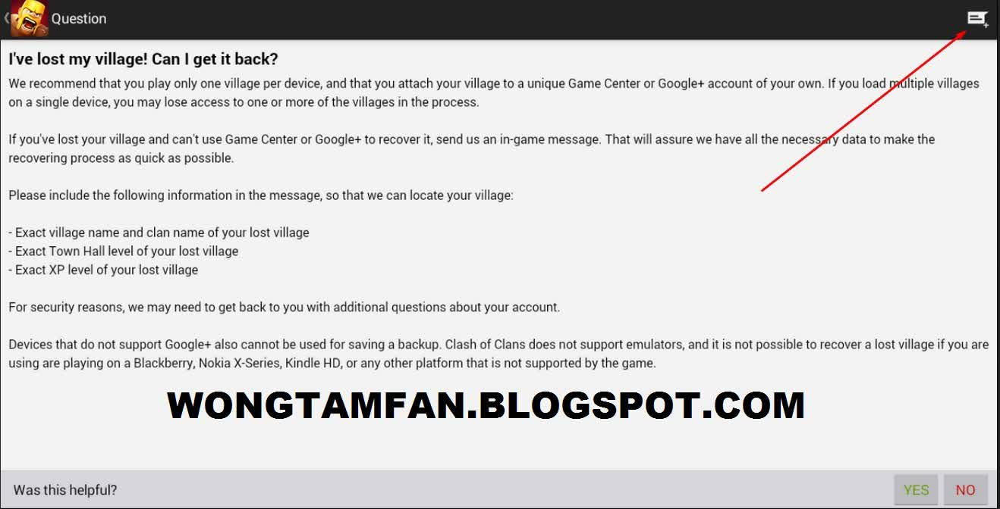 Question
I've lost my village! Can I get it back?
We recommend that you play only one village per device, and that you attach your village to a unique Game Center or Google+ account of your own. If you load multiple villages
on a single device, you may lose access to one or more of the villages in the process.
If you've lost your village and can't use Game Center or Google+ to recover it, send us an in-game message. That will assure we have all the necessary data to make the
recovering process as quick as possible.
Please include the following information in the message, so that we can locate your village:
- Exact village name and clan name of your lost village
- Exact Town Hall level of your lost village
- Exact XP level of your lost village
For security reasons, we may need to get back to you with additional questions about your account.
Devices that do not support Google+ also cannot be used for saving a backup. Clash of Clans does not support emulators, and it is not possible to recover a lost village if you are
using are playing on a Blackberry, Nokia X-Series, Kindle HD, or any other platform that is not supported by the game.
WONGTAMFAN.BLOGSPOT.COM
Was this helpful?
YES NO